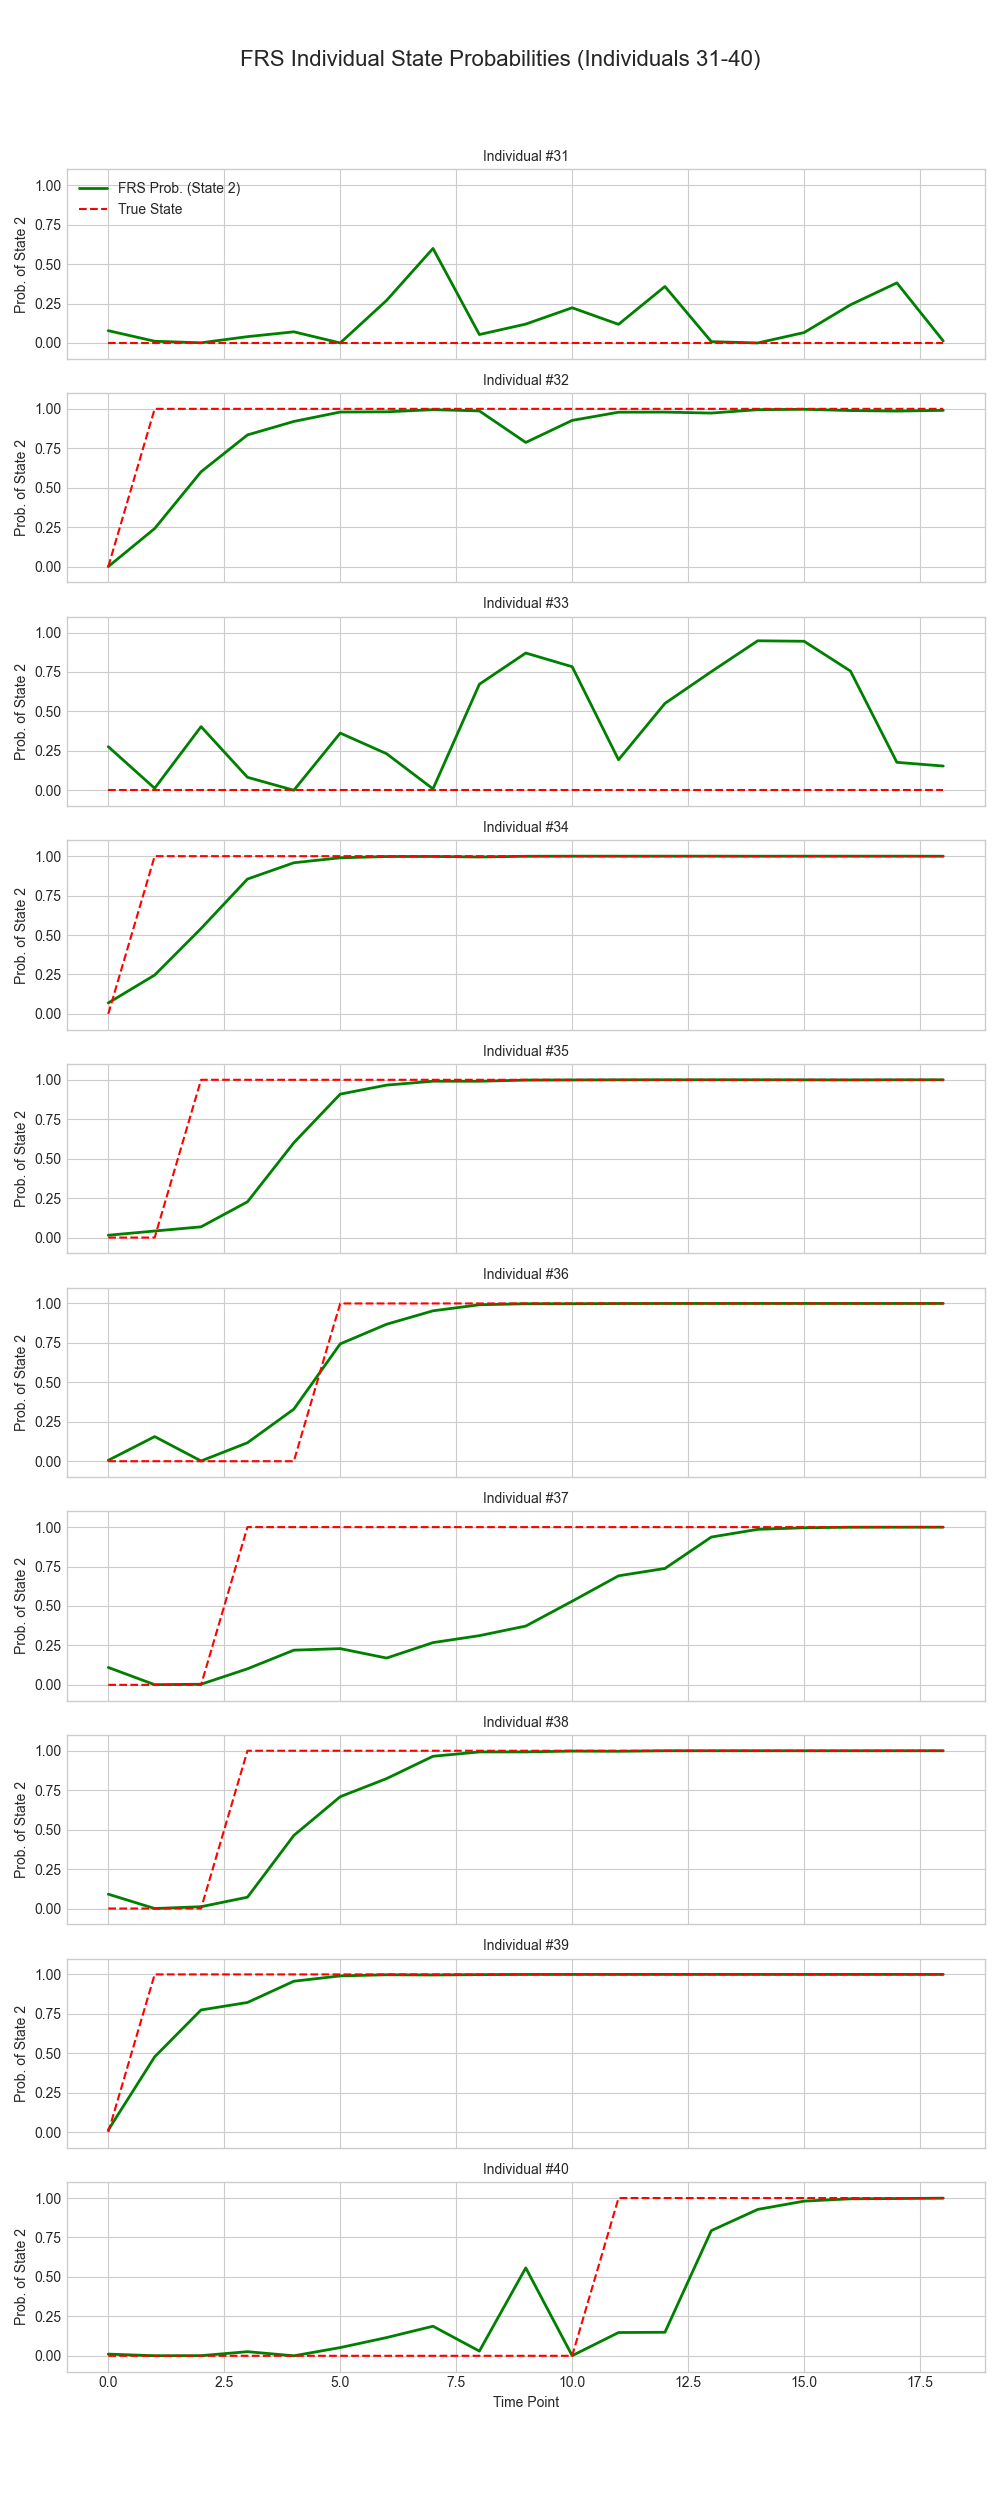 FRS Individual State Probabilities (Individuals 31-40)
Individual #31
FRS Prob. (State 2)
True State
Prob. of State 2
1.00
0.75
0.50
0.25
0.00
Individual #32
Prob. of State 2
1.00
0.75
0.50
0.25
0.00
Individual #33
Prob. of State 2
1.00
0.75
0.50
0.25
0.00
Individual #34
Prob. of State 2
1.00
0.75
0.50
0.25
0.00
Individual #35
Prob. of State 2
1.00
0.75
0.50
0.25
0.00
Individual #36
Prob. of State 2
1.00
0.75
0.50
0.25
0.00
Individual #37
Prob. of State 2
1.00
0.75
0.50
0.25
0.00
Individual #38
Prob. of State 2
1.00
0.75
0.50
0.25
0.00
Individual #39
Prob. of State 2
1.00
0.75
0.50
0.25
0.00
Individual #40
Prob. of State 2
1.00
0.75
0.50
0.25
0.00
0.0 2.5 5.0 7.5 10.0 12.5 15.0 17.5
Time Point